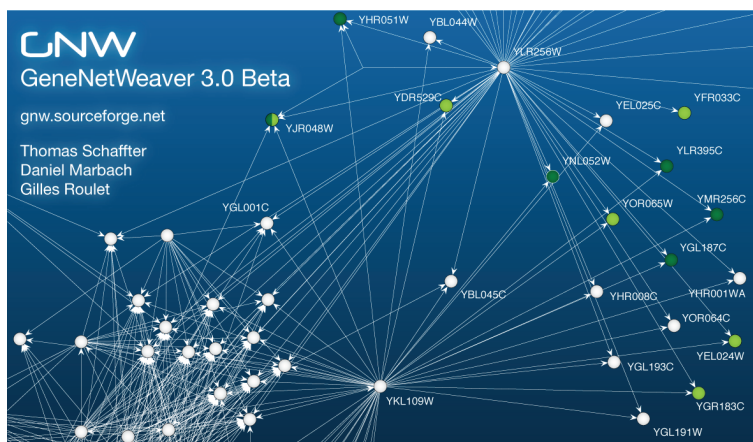 GNW
GeneNetWeaver 3.0 Beta
gnw.sourceforge.net
Thomas Schaffter
Daniel Marbach
Gilles Roulet
YHR051W
YBL044W
YLR256W
YDR529C
YFR033C
YEL025C
YJR048W
YLR395C
YNL052W
YOR065W
YMR256C
YGL001C
YGL187C
YBL045C
YHR008C
YHR001WA
YOR064C
YEL024W
YGL193C
YKL109W
YGR183C
YGL191W